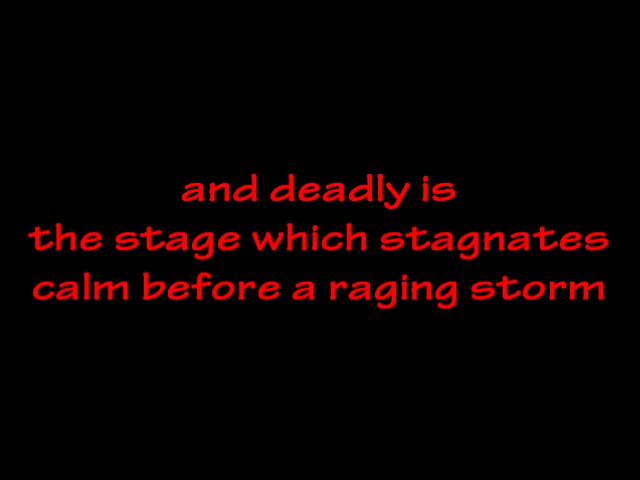 and deadly is
the stage which stagnates
calm before a raging storm